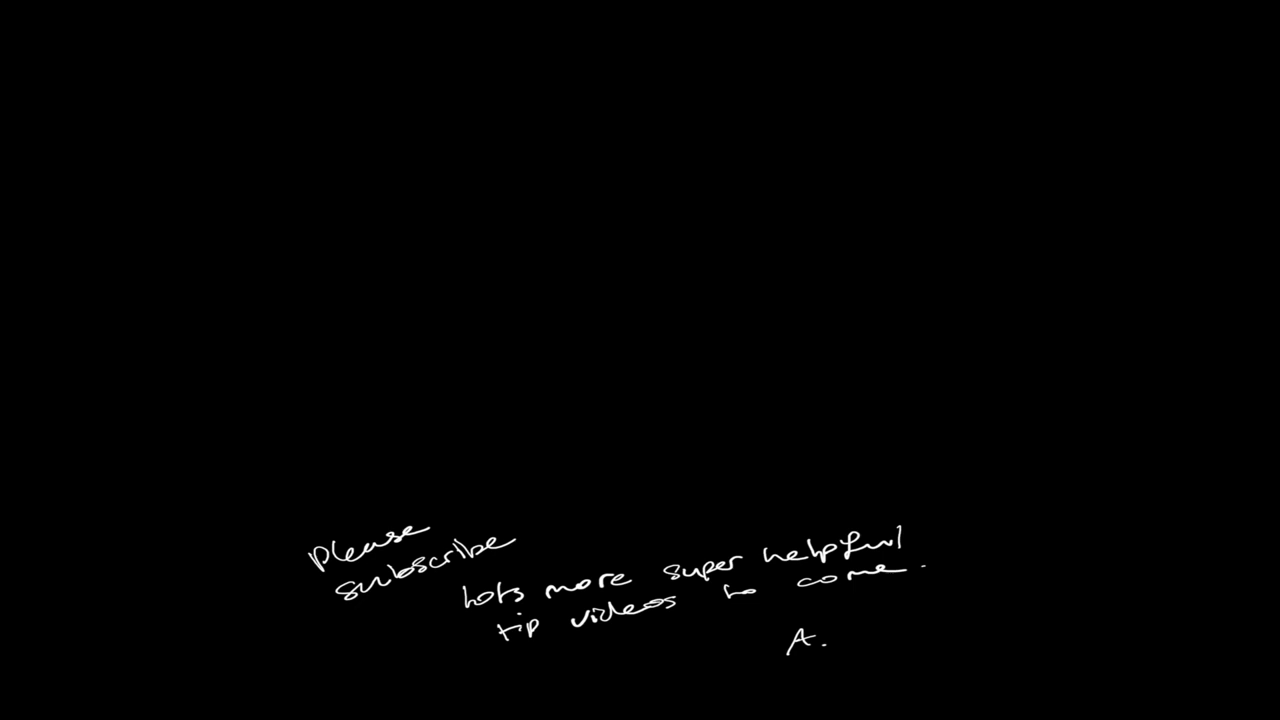 please
subscribe
lots more super helpful
tip videos to come.
A.